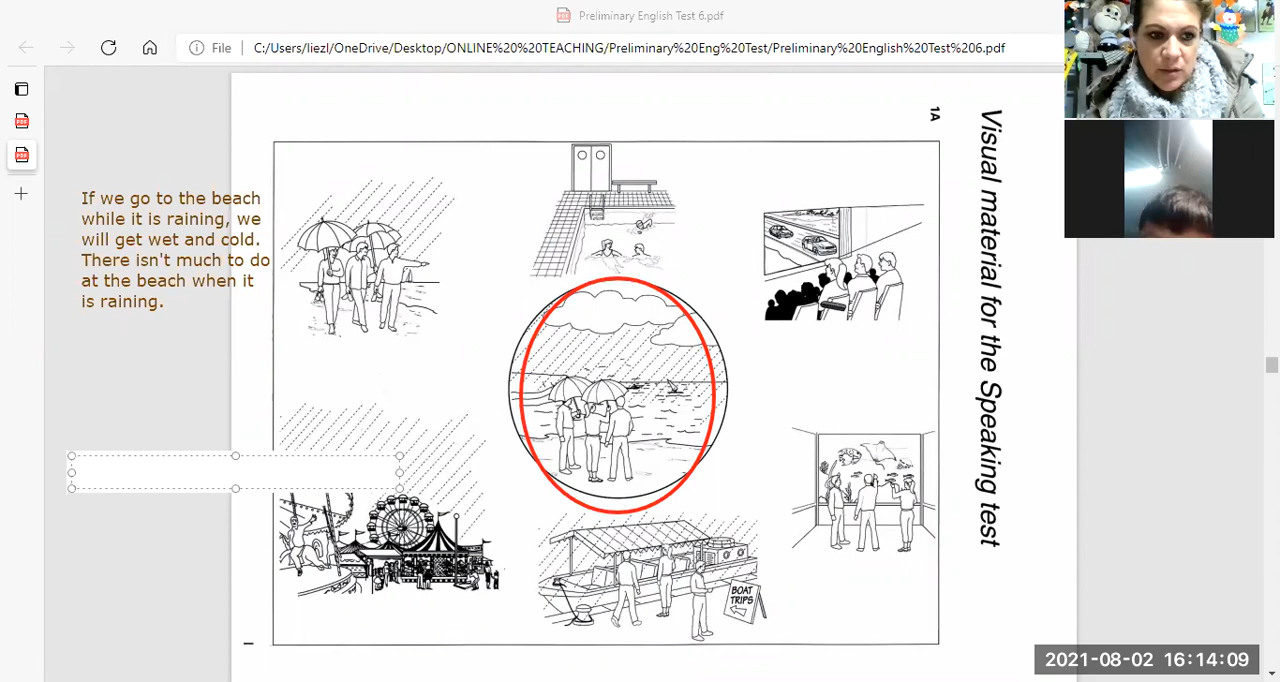 Preliminary English Test 6.pdf
File C:/Users/liezl/OneDrive/Desktop/ONLINE%20%20TEACHING/Preliminary%20Eng%20Test/Preliminary%20English%20Test%206.pdf
If we go to the beach
while it is raining, we
will get wet and cold.
There isn't much to do
at the beach when it
is raining.
1A
Visual material for the Speaking test
BOAT
TRIPS
2021-08-02 16:14:09